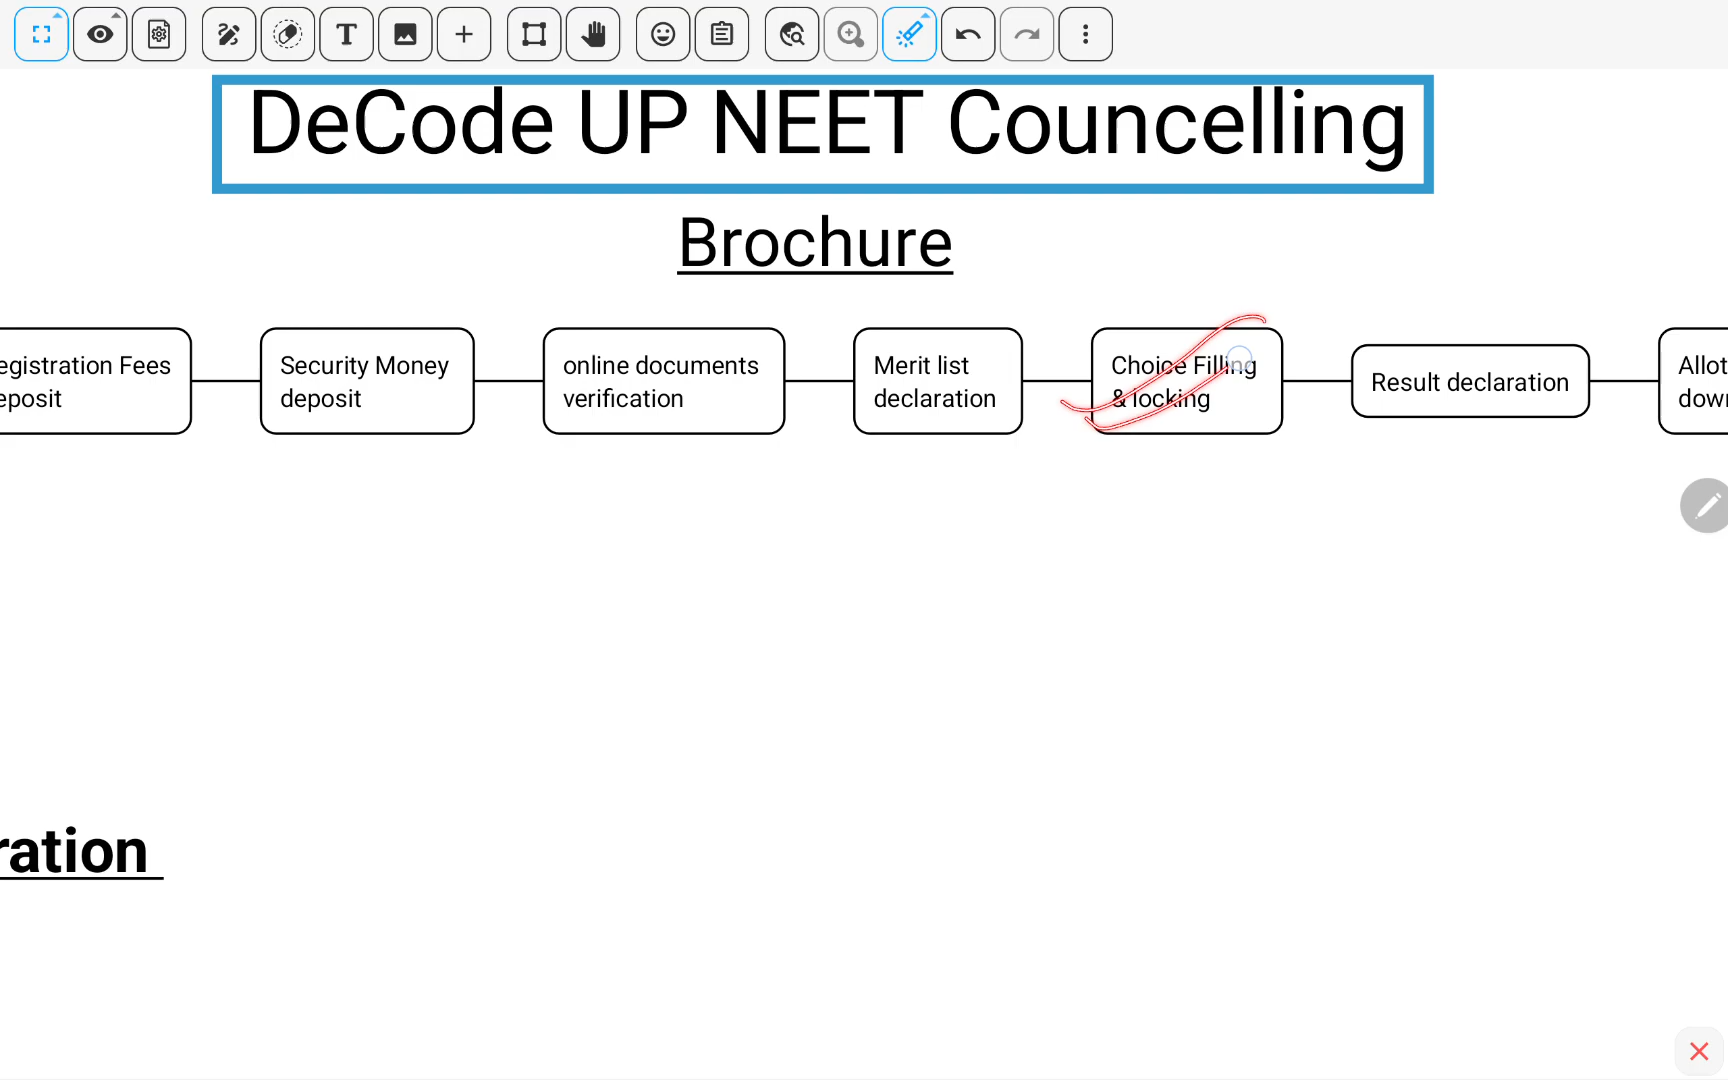 DeCode UP NEET Councelling
Brochure
egistration Fees
eposit
Security Money
deposit
online documents
verification
Merit list
declaration
Choice Filling
& locking
Result declaration
Allot
down
ration